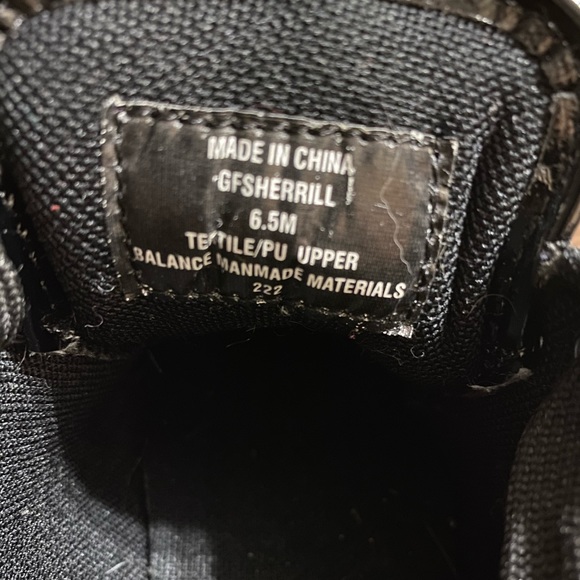 MADE IN CHINA
GFSHERRILL
6.5M
TEXTILE/PU UPPER
BALANCE MANMADE MATERIALS
222